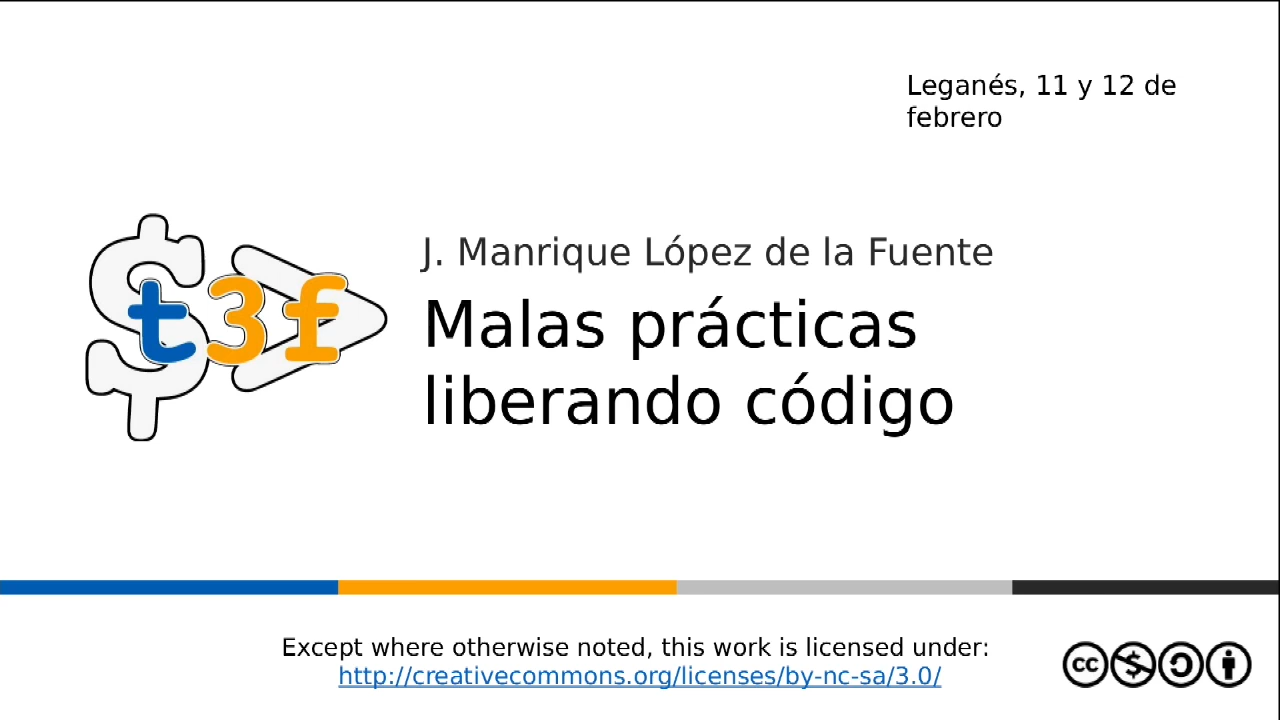 Leganés, 11 y 12 de
febrero
t3f
J. Manrique López de la Fuente
Malas prácticas
liberando código
Except where otherwise noted, this work is licensed under:
http://creativecommons.org/licenses/by-nc-sa/3.0/
cc